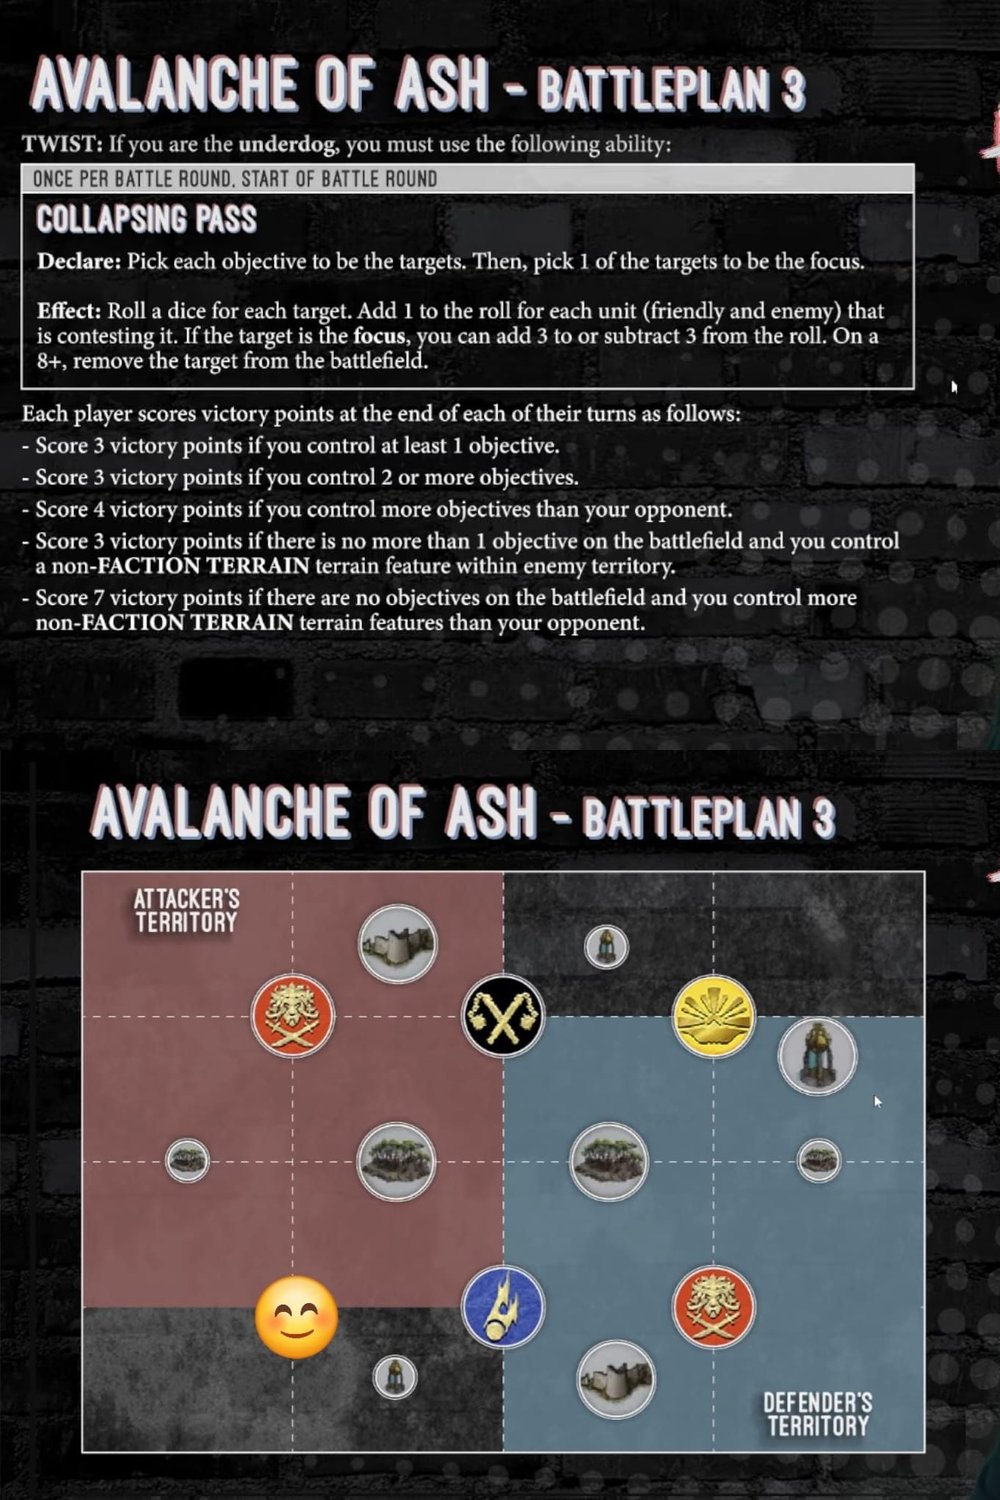 AVALANCHE OF ASH - BATTLEPLAN 3
TWIST: If you are the underdog, you must use the following ability:
ONCE PER BATTLE ROUND, START OF BATTLE ROUND
COLLAPSING PASS
Declare: Pick each objective to be the targets. Then, pick 1 of the targets to be the focus.
Effect: Roll a dice for each target. Add 1 to the roll for each unit (friendly and enemy) that
is contesting it. If the target is the focus, you can add 3 to or subtract 3 from the roll. On a
8+, remove the target from the battlefield.
Each player scores victory points at the end of each of their turns as follows:
- Score 3 victory points if you control at least 1 objective.
- Score 3 victory points if you control 2 or more objectives.
- Score 4 victory points if you control more objectives than your opponent.
- Score 3 victory points if there is no more than 1 objective on the battlefield and you control
a non-FACTION TERRAIN terrain feature within enemy territory.
- Score 7 victory points if there are no objectives on the battlefield and you control more
non-FACTION TERRAIN terrain features than your opponent.
AVALANCHE OF ASH - BATTLEPLAN 3
ATTACKER'S
TERRITORY
DEFENDER'S
TERRITORY